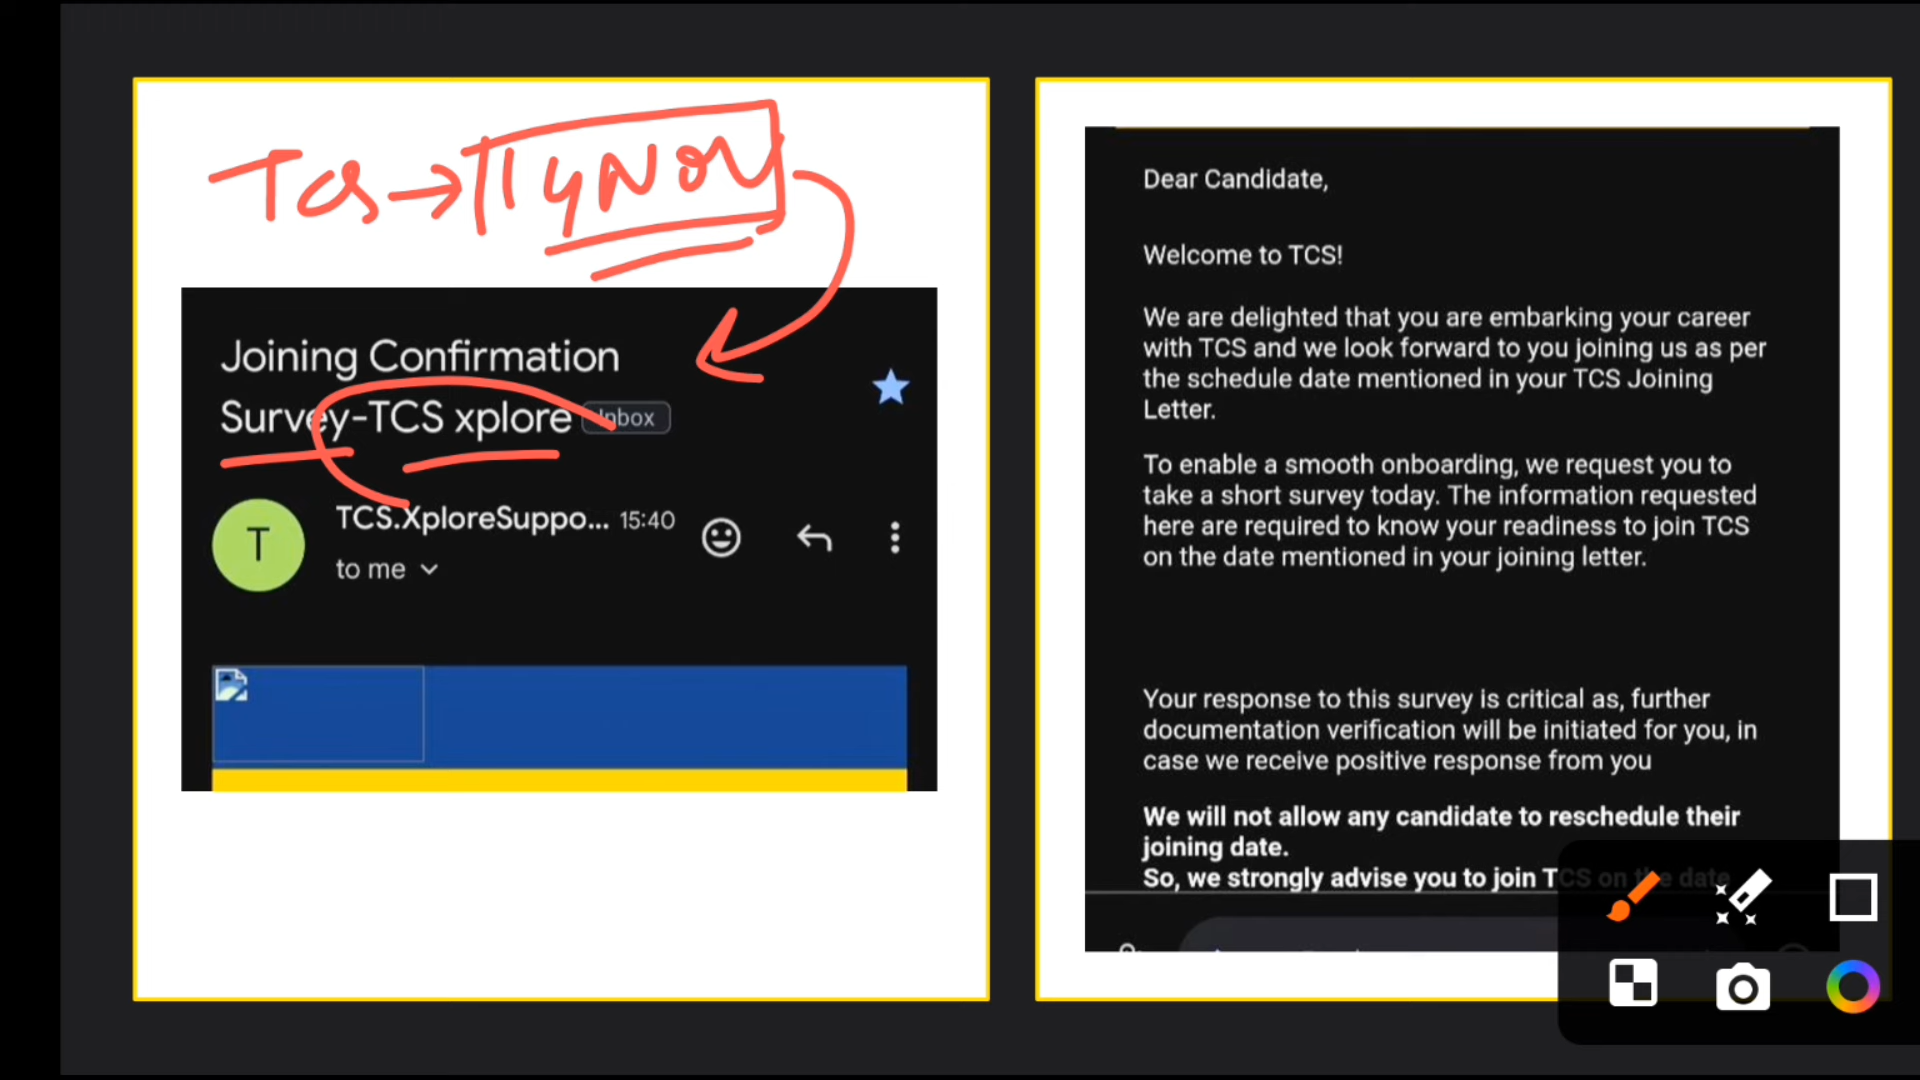 Tcs → 14 Nov
Joining Confirmation
Survey-TCS xplore Inbox
T
TCS.XploreSuppo... 15:40
to me
Dear Candidate,
Welcome to TCS!
We are delighted that you are embarking your career
with TCS and we look forward to you joining us as per
the schedule date mentioned in your TCS Joining
Letter.
To enable a smooth onboarding, we request you to
take a short survey today. The information requested
here are required to know your readiness to join TCS
on the date mentioned in your joining letter.
Your response to this survey is critical as, further
documentation verification will be initiated for you, in
case we receive positive response from you
We will not allow any candidate to reschedule their
joining date.
So, we strongly advise you to join TCS on the date